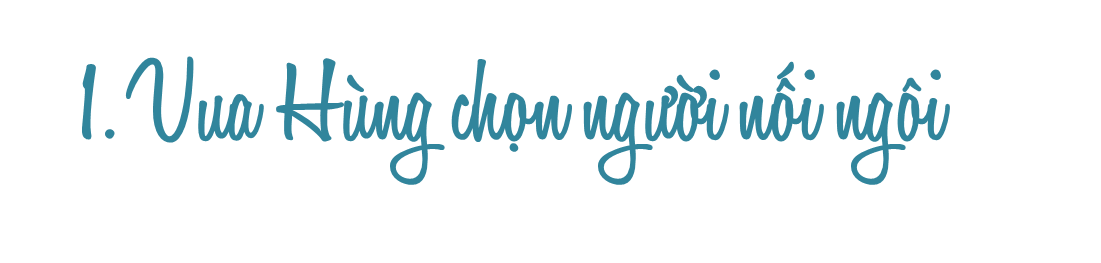 1. Vua Hùng chọn người nối ngôi